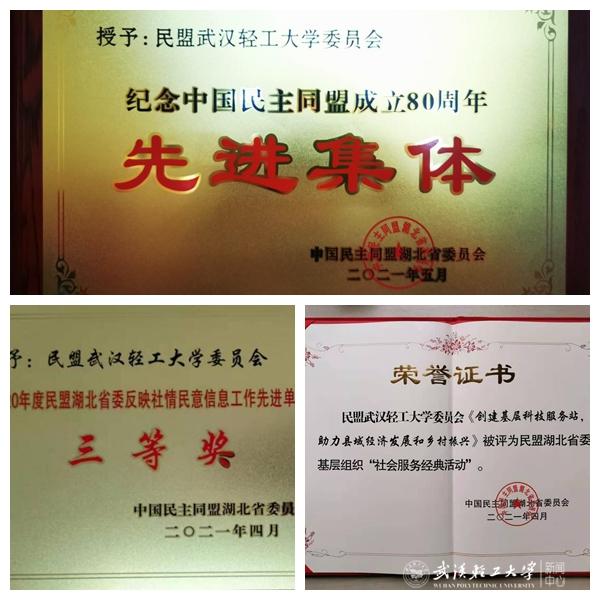 授予：民盟武汉轻工大学委员会
纪念中国民主同盟成立80周年
先进集体
中国民主同盟湖北省委员会
二〇二一年五月
予：民盟武汉轻工大学委员会
20年度民盟湖北省委反映社情民意信息工作先进单
三等奖
中国民主同盟湖北省委员
二〇二一年四月
荣誉证书
民盟武汉轻工大学委员会《创建基层科技服务站，
助力县域经济发展和乡村振兴》被评为民盟湖北省委
基层组织“社会服务经典活动”。
中国民主同盟湖北省委员会
二〇二一年四月
武汉轻工大学
WUHAN POLYTECHNIC UNIVERSITY
新闻
中心